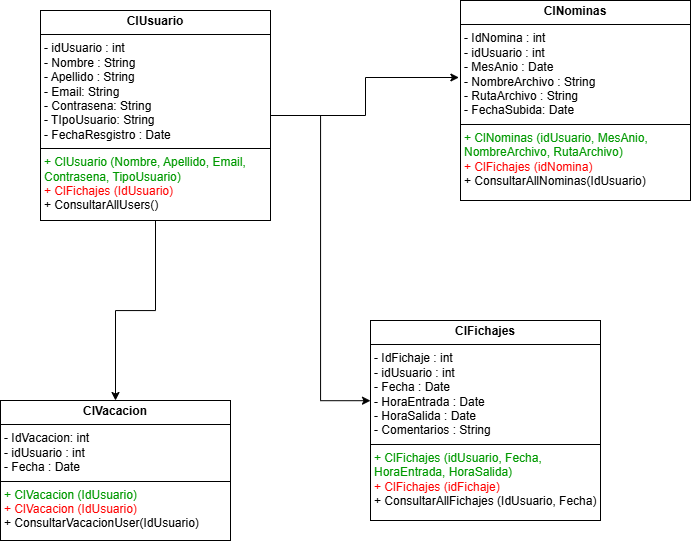 ClUsuario
- idUsuario : int
- Nombre : String
- Apellido : String
- Email: String
- Contrasena: String
- TIpoUsuario: String
- FechaResgistro : Date
+ ClUsuario (Nombre, Apellido, Email,
Contrasena, TipoUsuario)
+ ClFichajes (IdUsuario)
+ ConsultarAllUsers()
ClNominas
- IdNomina : int
- idUsuario : int
- MesAnio : Date
- NombreArchivo : String
- RutaArchivo : String
- FechaSubida: Date
+ ClNominas (idUsuario, MesAnio,
NombreArchivo, RutaArchivo)
+ ClFichajes (idNomina)
+ ConsultarAllNominas(IdUsuario)
ClFichajes
- IdFichaje : int
- idUsuario : int
- Fecha : Date
- HoraEntrada : Date
- HoraSalida : Date
- Comentarios : String
+ ClFichajes (idUsuario, Fecha,
HoraEntrada, HoraSalida)
+ ClFichajes (idFichaje)
+ ConsultarAllFichajes (IdUsuario, Fecha)
ClVacacion
- IdVacacion: int
- idUsuario : int
- Fecha : Date
+ ClVacacion (IdUsuario)
+ ClVacacion (IdUsuario)
+ ConsultarVacacionUser(IdUsuario)